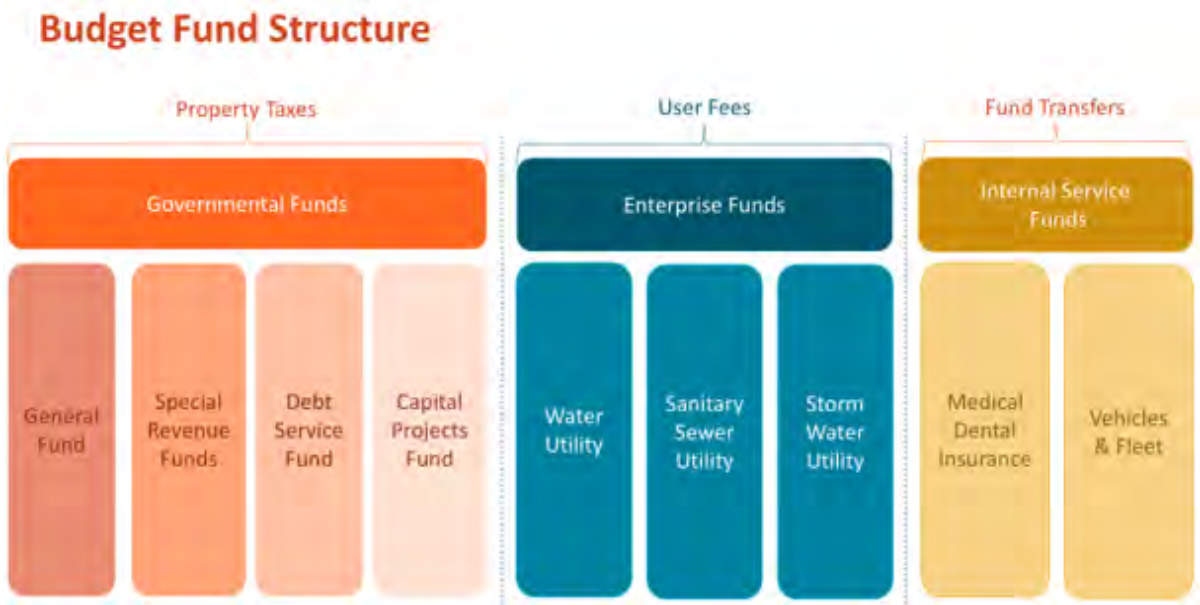 Budget Fund Structure
Property Taxes
User Fees
Fund Transfers
Governmental Funds
Enterprise Funds
Internal Service
Funds
General
Fund
Special
Revenue
Funds
Debt
Service
Fund
Capital
Projects
Fund
Water
Utility
Sanitary
Sewer
Utility
Storm
Water
Utility
Medical
Dental
Insurance
Vehicles
& Fleet